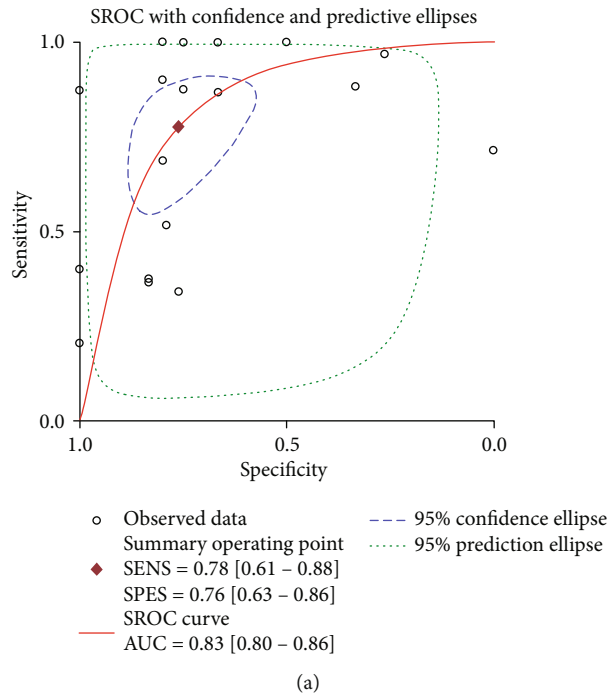 SROC with confidence and predictive ellipses
1.0
0.5
0.0
Sensitivity
1.0
0.5
0.0
Specificity
Observed data
Summary operating point
SENS = 0.78 [0.61 – 0.88]
SPES = 0.76 [0.63 – 0.86]
SROC curve
AUC = 0.83 [0.80 – 0.86]
95% confidence ellipse
95% prediction ellipse
(a)